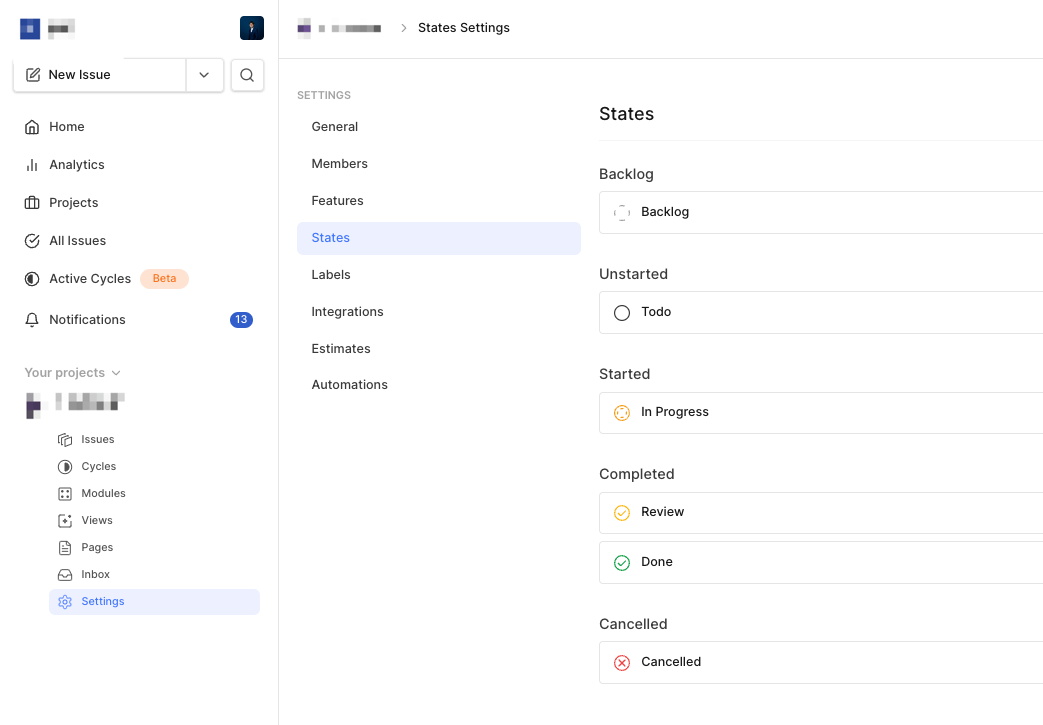 States Settings
New Issue
Home
Analytics
Projects
All Issues
Active Cycles Beta
Notifications 13
Your projects
Issues
Cycles
Modules
Views
Pages
Inbox
Settings
SETTINGS
General
Members
Features
States
Labels
Integrations
Estimates
Automations
States
Backlog
Backlog
Unstarted
Todo
Started
In Progress
Completed
Review
Done
Cancelled
Cancelled